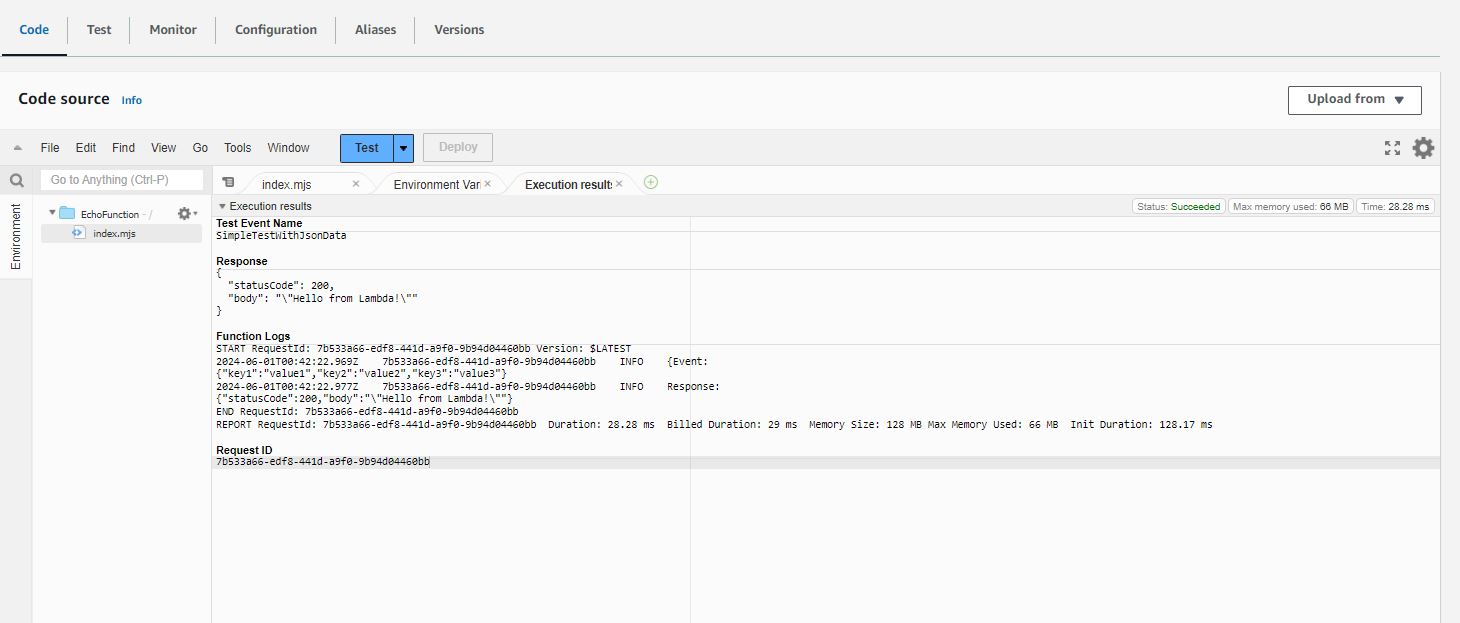 Code Test Monitor Configuration Aliases Versions
Code source Info Upload from
File Edit Find View Go Tools Window Test Deploy
Go to Anything (Ctrl-P) index.mjs Environment Var Execution results
Environment
EchoFunction - /
index.mjs
Execution results Status: Succeeded Max memory used: 66 MB Time: 28.28 ms
Test Event Name
SimpleTestWithJsonData
Response
{
"statusCode": 200,
"body": "\"Hello from Lambda!\""
}
Function Logs
START RequestId: 7b533a66-edf8-441d-a9f0-9b94d04460bb Version: $LATEST
2024-06-01T00:42:22.969Z 7b533a66-edf8-441d-a9f0-9b94d04460bb INFO {Event:
{"key1":"value1","key2":"value2","key3":"value3"}
2024-06-01T00:42:22.977Z 7b533a66-edf8-441d-a9f0-9b94d04460bb INFO Response:
{"statusCode":200,"body":"\"Hello from Lambda!\""}
END RequestId: 7b533a66-edf8-441d-a9f0-9b94d04460bb
REPORT RequestId: 7b533a66-edf8-441d-a9f0-9b94d04460bb Duration: 28.28 ms Billed Duration: 29 ms Memory Size: 128 MB Max Memory Used: 66 MB Init Duration: 128.17 ms
Request ID
7b533a66-edf8-441d-a9f0-9b94d04460bb